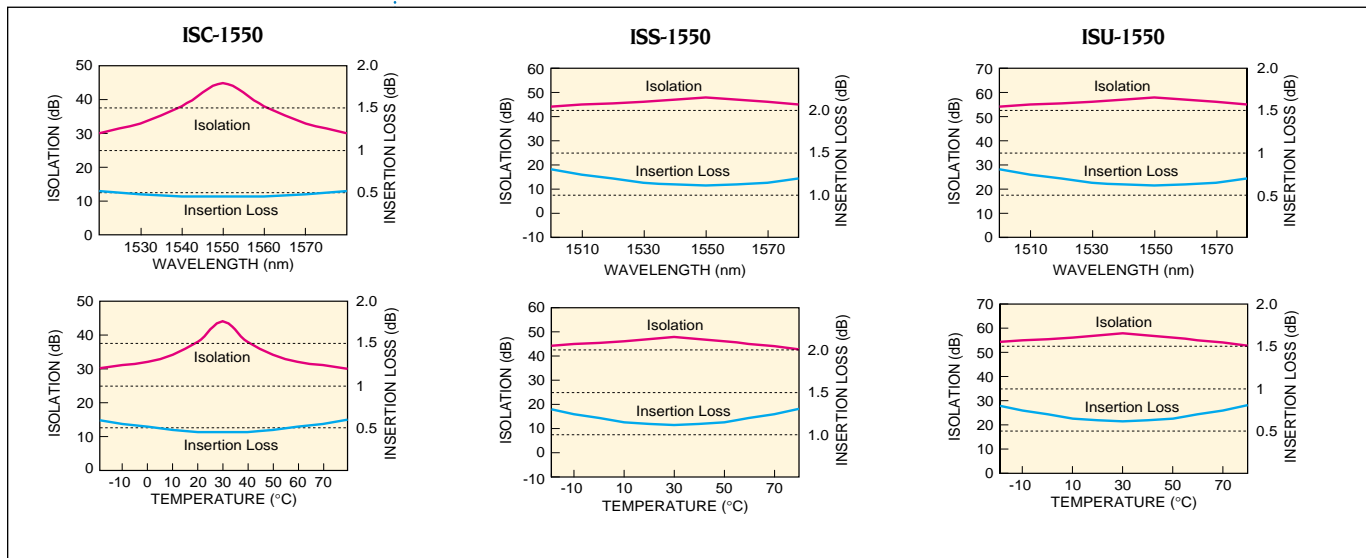 ISC-1550
ISOLATION (dB)
50
40
30
20
10
0
2.0
1.5
1
0.5
INSERTION LOSS (dB)
Isolation
Insertion Loss
1530 1540 1550 1560 1570
WAVELENGTH (nm)
ISS-1550
ISOLATION (dB)
60
50
40
30
20
10
0
-10
2.0
1.5
1.0
INSERTION LOSS (dB)
Isolation
Insertion Loss
1510 1530 1550 1570
WAVELENGTH (nm)
ISU-1550
ISOLATION (dB)
70
60
50
40
30
20
10
0
2.0
1.5
1
0.5
INSERTION LOSS (dB)
Isolation
Insertion Loss
1510 1530 1550 1570
WAVELENGTH (nm)
ISOLATION (dB)
50
40
30
20
10
0
2.0
1.5
1
0.5
INSERTION LOSS (dB)
Isolation
Insertion Loss
-10 0 10 20 30 40 50 60 70
TEMPERATURE (°C)
ISOLATION (dB)
60
50
40
30
20
10
0
-10
2.0
1.5
1.0
INSERTION LOSS (dB)
Isolation
Insertion Loss
-10 10 30 50 70
TEMPERATURE (°C)
ISOLATION (dB)
70
60
50
40
30
20
10
0
2.0
1.5
1
0.5
INSERTION LOSS (dB)
Isolation
Insertion Loss
-10 10 30 50 70
TEMPERATURE (°C)